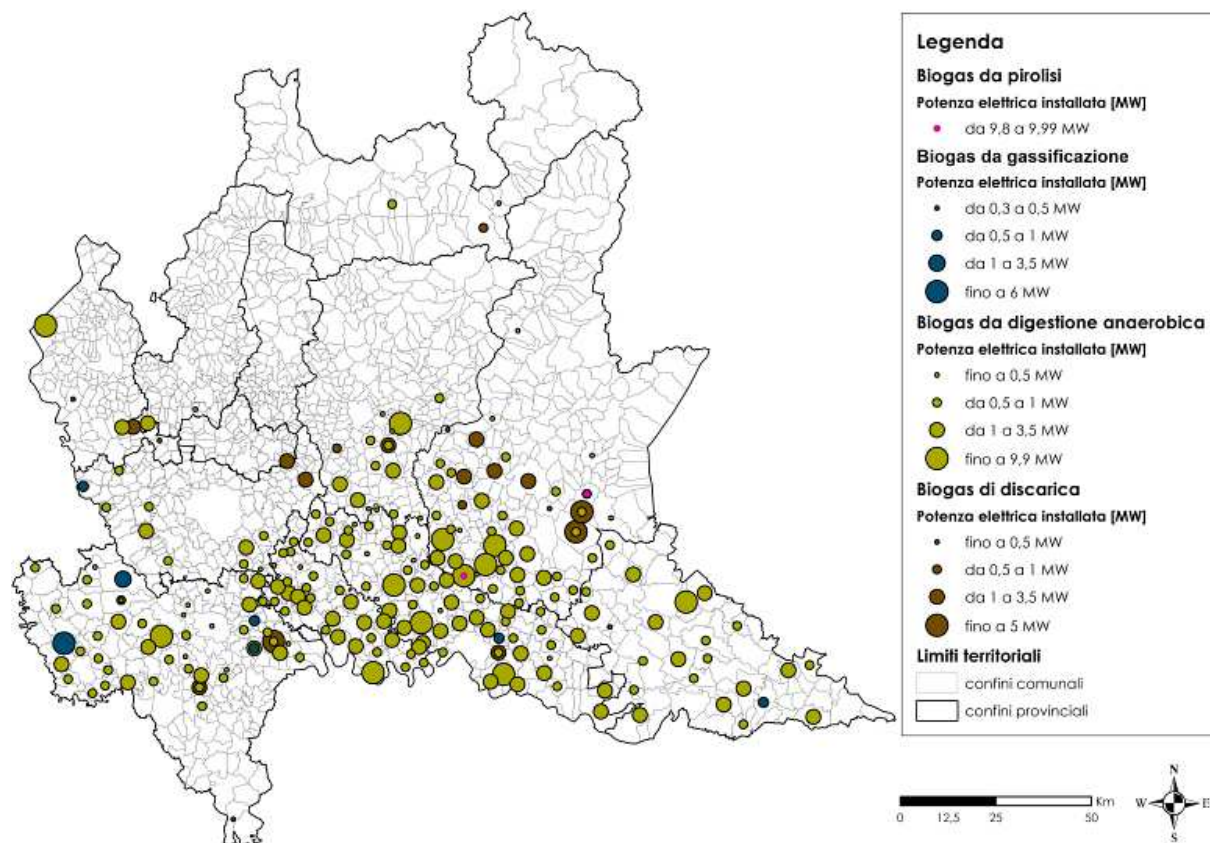 Legenda
Biogas da pirolisi
Potenza elettrica installata [MW]
da 9,8 a 9,99 MW
Biogas da gassificazione
Potenza elettrica installata [MW]
da 0,3 a 0,5 MW
da 0,5 a 1 MW
da 1 a 3,5 MW
fino a 6 MW
Biogas da digestione anaerobica
Potenza elettrica installata [MW]
fino a 0,5 MW
da 0,5 a 1 MW
da 1 a 3,5 MW
fino a 9,9 MW
Biogas di discarica
Potenza elettrica installata [MW]
fino a 0,5 MW
da 0,5 a 1 MW
da 1 a 3,5 MW
fino a 5 MW
Limiti territoriali
confini comunali
confini provinciali
Km
0 12,5 25 50
N
W E
S